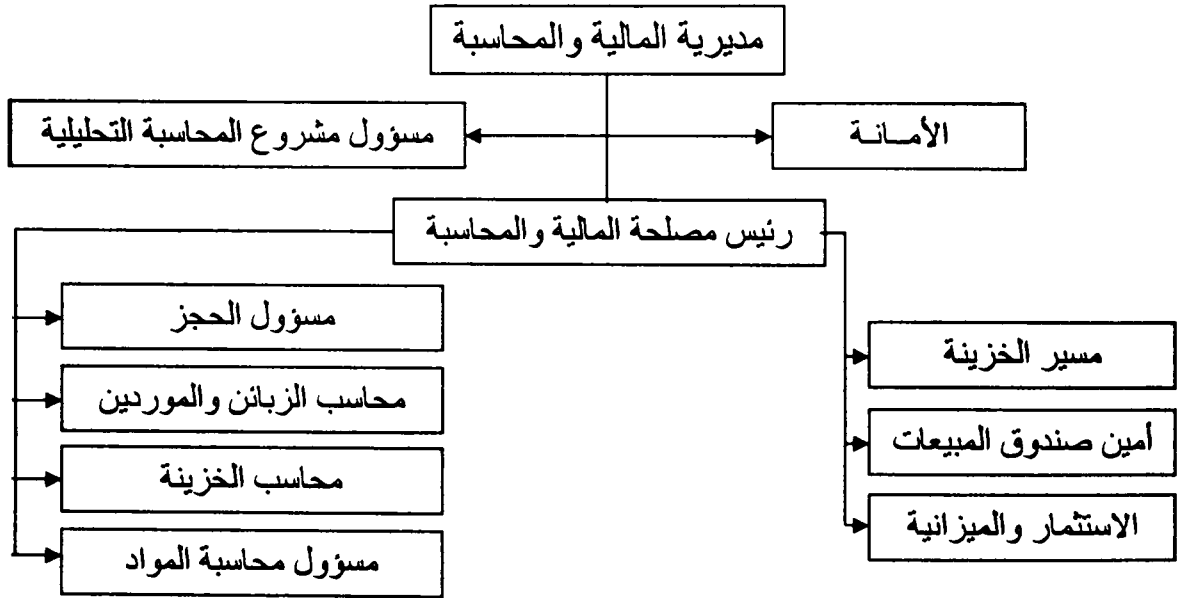 مديرية المالية والمحاسبة
الأمـانـة
مسؤول مشروع المحاسبة التحليلية
رئيس مصلحة المالية والمحاسبة
مسير الخزينة
أمين صندوق المبيعات
الاستثمار والميزانية
مسؤول الحجز
محاسب الزبائن والموردين
محاسب الخزينة
مسؤول محاسبة المواد